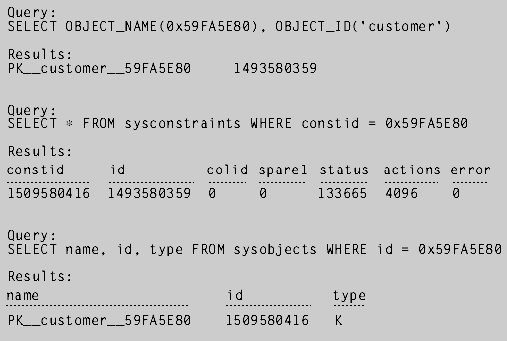 Query:
SELECT OBJECT_NAME(0x59FA5E80), OBJECT_ID('customer')
Results:
PK__customer__59FA5E80 1493580359
Query:
SELECT * FROM sysconstraints WHERE constid = 0x59FA5E80
Results:
constid id colid spare1 status actions error
1509580416 1493580359 0 0 133665 4096 0
Query:
SELECT name, id, type FROM sysobjects WHERE id = 0x59FA5E80
Results:
name id type
PK__customer__59FA5E80 1509580416 K